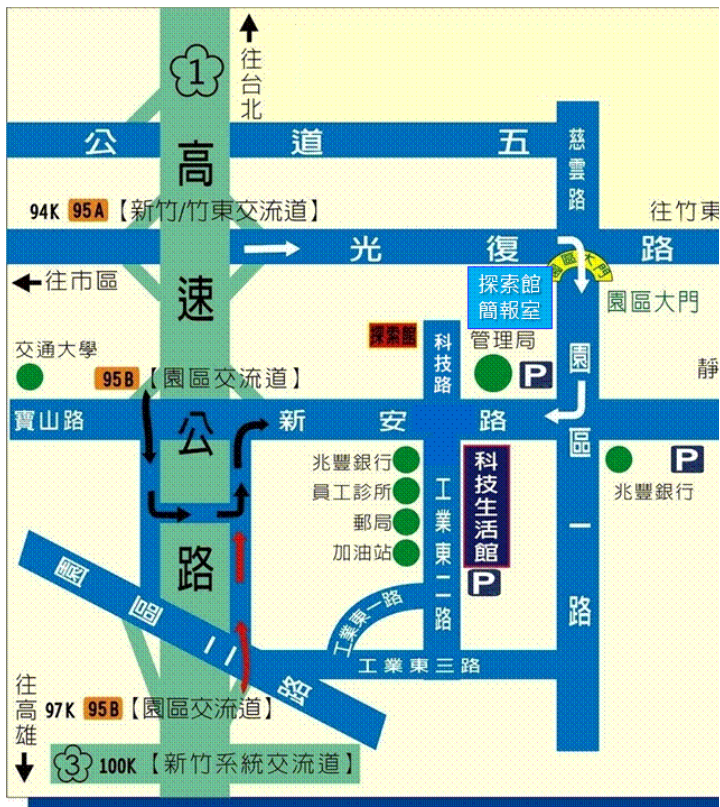 1
往台北
公道五
慈雲路
高速公路
94K 95A 【新竹/竹東交流道】
往竹東
光復路
園區大門
往市區
探索館
簡報室
園區大門
探索館
科技路
管理局
P
園區一路
靜
交通大學
95B 【園區交流道】
寶山路
新安路
兆豐銀行
員工診所
郵局
加油站
工業東二路
科技生活館
P
P
兆豐銀行
園區二路
工業東一路
工業東三路
往高雄
97K 95B 【園區交流道】
3 100K 【新竹系統交流道】